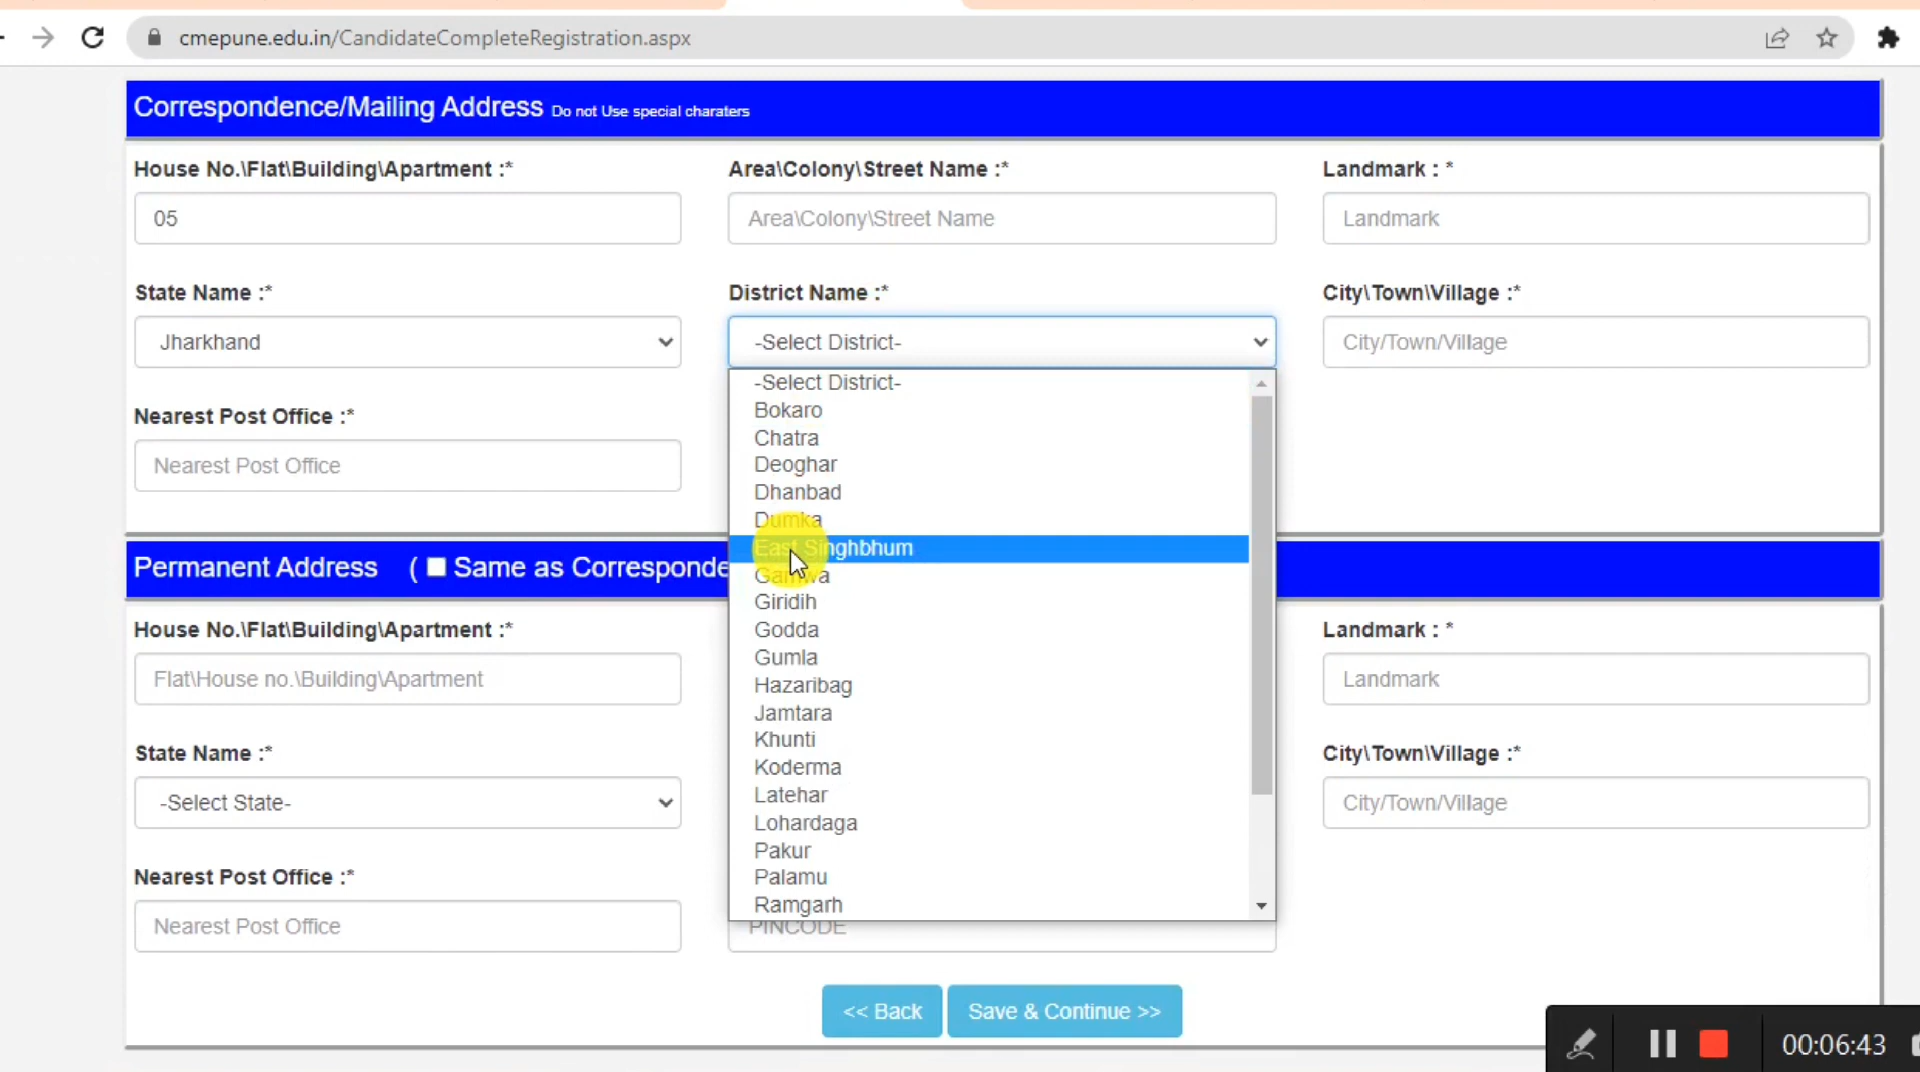 cmepune.edu.in/CandidateCompleteRegistration.aspx
Correspondence/Mailing Address Do not Use special charaters
House No.\Flat\Building\Apartment :*
Area\Colony\Street Name :*
Landmark : *
05
Area\Colony\Street Name
Landmark
State Name :*
District Name :*
City\Town\Village :*
Jharkhand
-Select District-
City/Town/Village
-Select District-
Bokaro
Chatra
Deoghar
Dhanbad
Dumka
East Singhbhum
Garhwa
Giridih
Godda
Gumla
Hazaribag
Jamtara
Khunti
Koderma
Latehar
Lohardaga
Pakur
Palamu
Ramgarh
Nearest Post Office :*
Nearest Post Office
Permanent Address ( Same as Corresponde
House No.\Flat\Building\Apartment :*
Landmark : *
Flat\House no.\Building\Apartment
Landmark
State Name :*
City\Town\Village :*
-Select State-
City/Town/Village
Nearest Post Office :*
Nearest Post Office
PINCODE
<< Back
Save & Continue >>
00:06:43